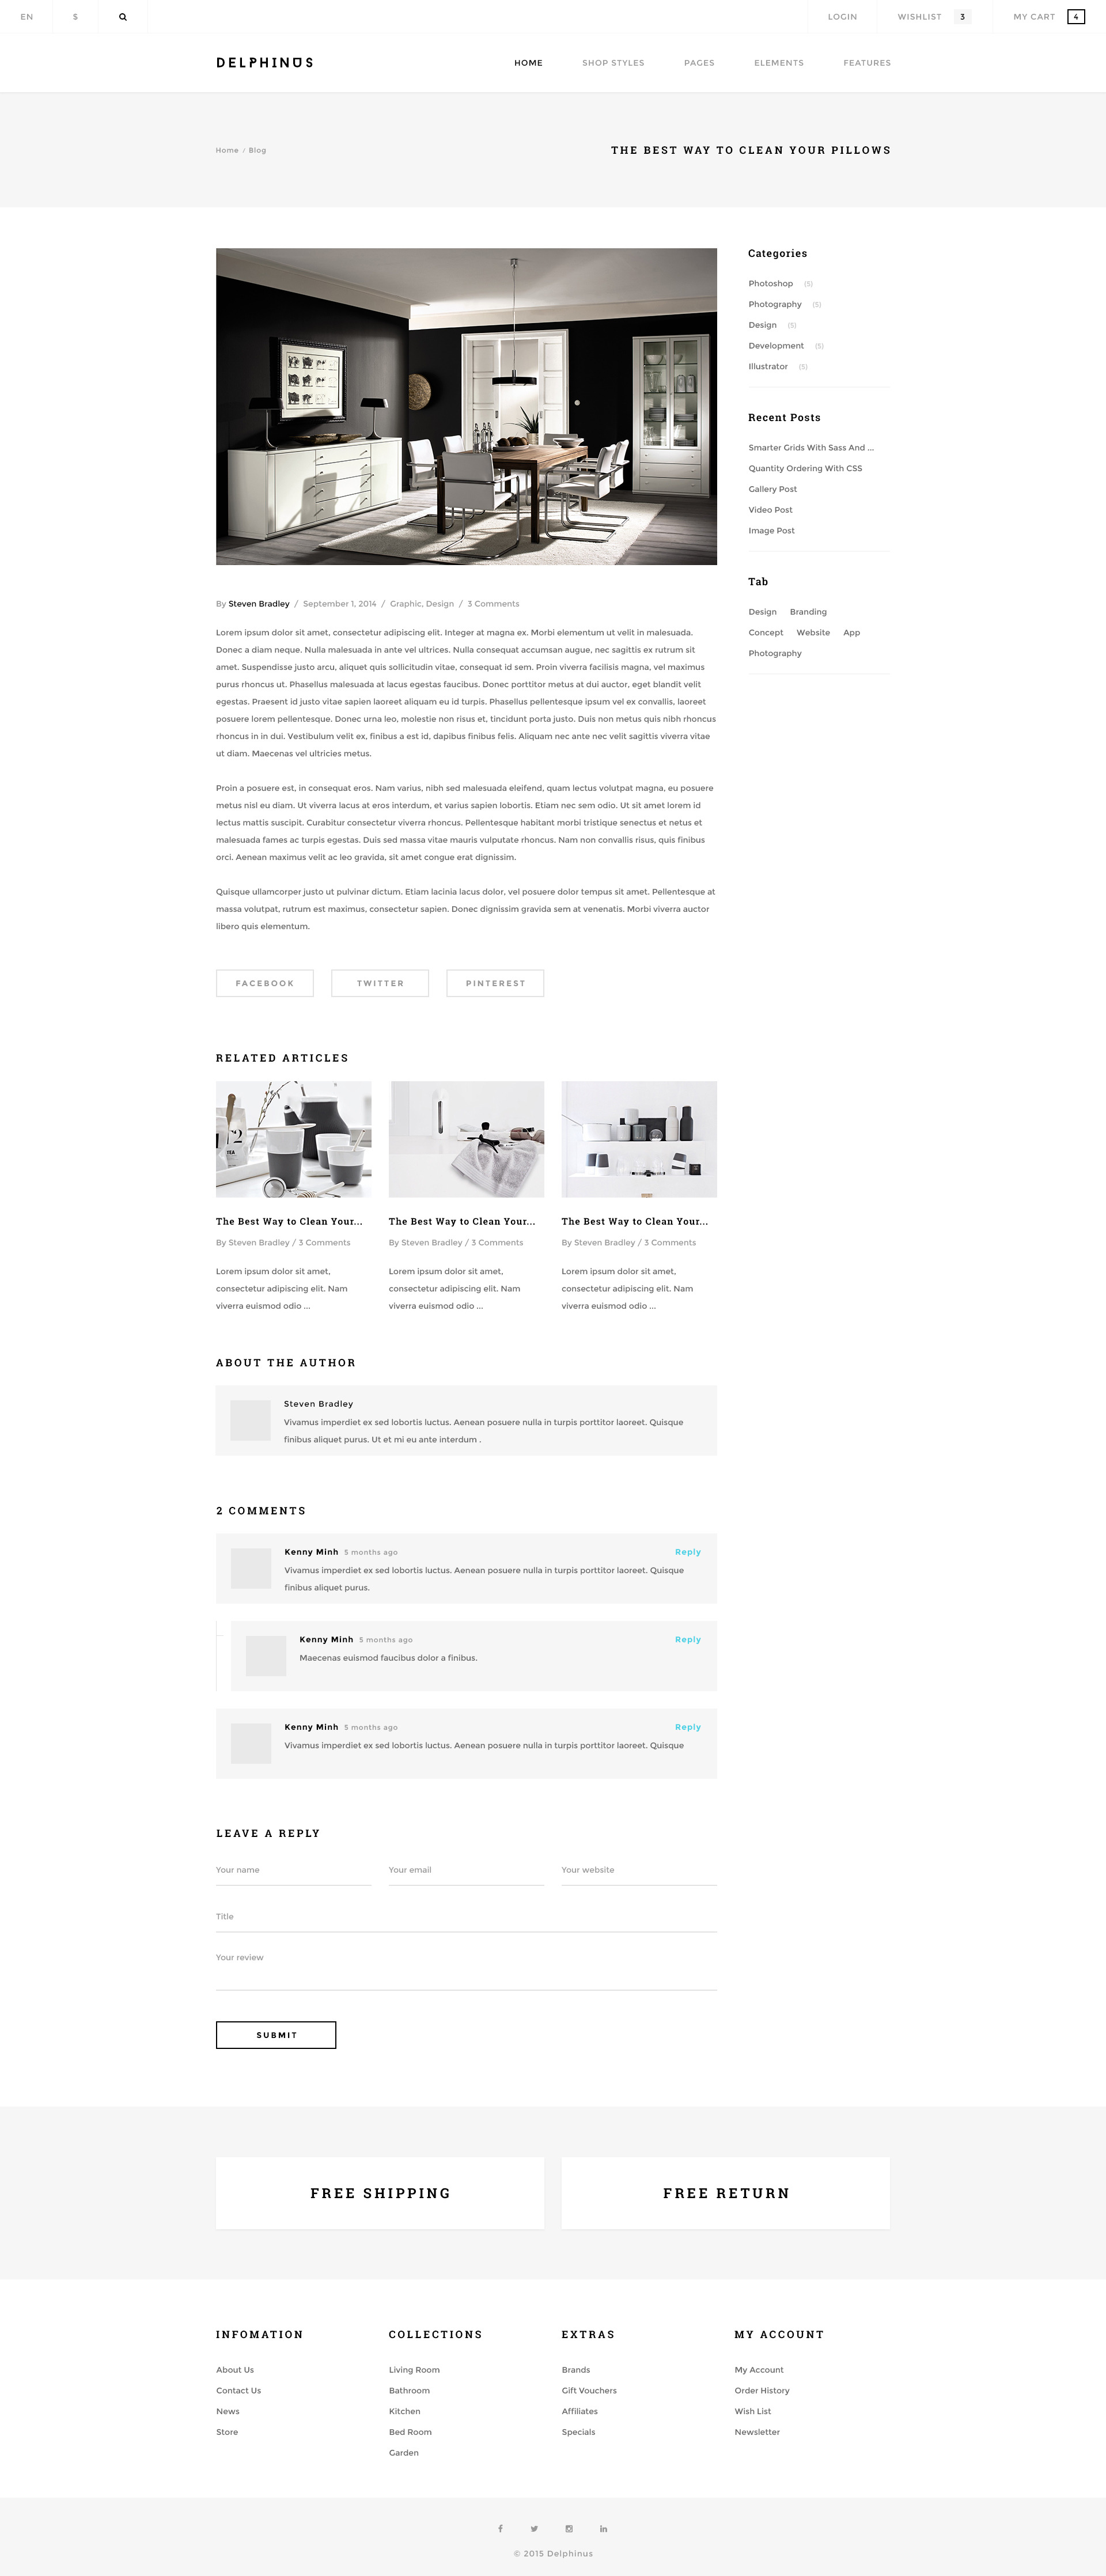 EN $ LOGIN WISHLIST 3 MY CART 4
DELPHINUS HOME SHOP STYLES PAGES ELEMENTS FEATURES
Home / Blog THE BEST WAY TO CLEAN YOUR PILLOWS
By Steven Bradley / September 1, 2014 / Graphic, Design / 3 Comments
Lorem ipsum dolor sit amet, consectetur adipiscing elit. Integer at magna ex. Morbi elementum ut velit in malesuada.
Donec a diam neque. Nulla malesuada in ante vel ultrices. Nulla consequat accumsan augue, nec sagittis ex rutrum sit
amet. Suspendisse justo arcu, aliquet quis sollicitudin vitae, consequat id sem. Proin viverra facilisis magna, vel maximus
purus rhoncus ut. Phasellus malesuada at lacus egestas faucibus. Donec porttitor metus at dui auctor, eget blandit velit
egestas. Praesent id justo vitae sapien laoreet aliquam eu id turpis. Phasellus pellentesque ipsum vel ex convallis, laoreet
posuere lorem pellentesque. Donec urna leo, molestie non risus et, tincidunt porta justo. Duis non metus quis nibh rhoncus
rhoncus in in dui. Vestibulum velit ex, finibus a est id, dapibus finibus felis. Aliquam nec ante nec velit sagittis viverra vitae
ut diam. Maecenas vel ultricies metus.
Proin a posuere est, in consequat eros. Nam varius, nibh sed malesuada eleifend, quam lectus volutpat magna, eu posuere
metus nisl eu diam. Ut viverra lacus at eros interdum, et varius sapien lobortis. Etiam nec sem odio. Ut sit amet lorem id
lectus mattis suscipit. Curabitur consectetur viverra rhoncus. Pellentesque habitant morbi tristique senectus et netus et
malesuada fames ac turpis egestas. Duis sed massa vitae mauris vulputate rhoncus. Nam non convallis risus, quis finibus
orci. Aenean maximus velit ac leo gravida, sit amet congue erat dignissim.
Quisque ullamcorper justo ut pulvinar dictum. Etiam lacinia lacus dolor, vel posuere dolor tempus sit amet. Pellentesque at
massa volutpat, rutrum est maximus, consectetur sapien. Donec dignissim gravida sem at venenatis. Morbi viverra auctor
libero quis elementum.
FACEBOOK TWITTER PINTEREST
Categories
Photoshop (5)
Photography (5)
Design (5)
Development (5)
Illustrator (5)
Recent Posts
Smarter Grids With Sass And ...
Quantity Ordering With CSS
Gallery Post
Video Post
Image Post
Tab
Design Branding
Concept Website App
Photography
RELATED ARTICLES
TEA
The Best Way to Clean Your...
By Steven Bradley / 3 Comments
Lorem ipsum dolor sit amet,
consectetur adipiscing elit. Nam
viverra euismod odio ...
The Best Way to Clean Your...
By Steven Bradley / 3 Comments
Lorem ipsum dolor sit amet,
consectetur adipiscing elit. Nam
viverra euismod odio ...
The Best Way to Clean Your...
By Steven Bradley / 3 Comments
Lorem ipsum dolor sit amet,
consectetur adipiscing elit. Nam
viverra euismod odio ...
ABOUT THE AUTHOR
Steven Bradley
Vivamus imperdiet ex sed lobortis luctus. Aenean posuere nulla in turpis porttitor laoreet. Quisque
finibus aliquet purus. Ut et mi eu ante interdum .
2 COMMENTS
Kenny Minh 5 months ago Reply
Vivamus imperdiet ex sed lobortis luctus. Aenean posuere nulla in turpis porttitor laoreet. Quisque
finibus aliquet purus.
Kenny Minh 5 months ago Reply
Maecenas euismod faucibus dolor a finibus.
Kenny Minh 5 months ago Reply
Vivamus imperdiet ex sed lobortis luctus. Aenean posuere nulla in turpis porttitor laoreet. Quisque
LEAVE A REPLY
Your name Your email Your website
Title
Your review
SUBMIT
FREE SHIPPING FREE RETURN
INFOMATION
About Us
Contact Us
News
Store
COLLECTIONS
Living Room
Bathroom
Kitchen
Bed Room
Garden
EXTRAS
Brands
Gift Vouchers
Affiliates
Specials
MY ACCOUNT
My Account
Order History
Wish List
Newsletter
© 2015 Delphinus